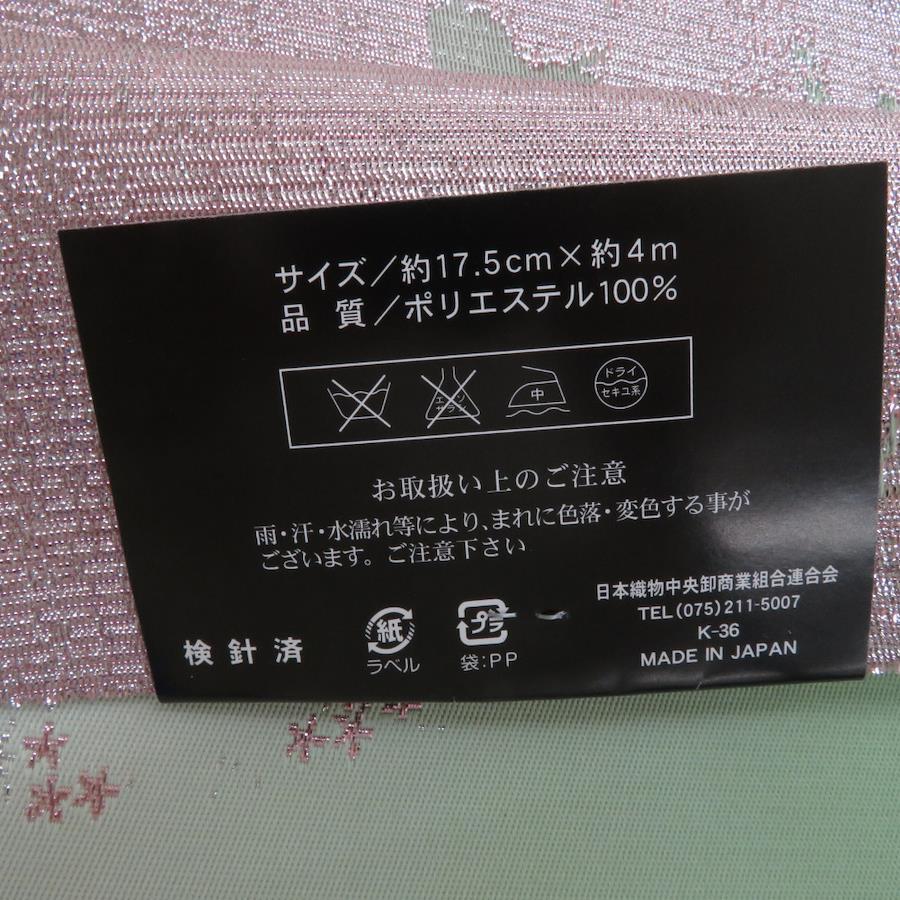 サイズ/約17.5cm×約4m
品 質/ポリエステル100%
エンソ
サラシ
中
ドライ
セキユ系
お取扱い上のご注意
雨・汗・水濡れ等により、まれに色落・変色する事が
ございます。ご注意下さい
日本織物中央卸商業組合連合会
TEL(075)211-5007
K-36
MADE IN JAPAN
検針済
紙
ラベル
プラ
袋:PP